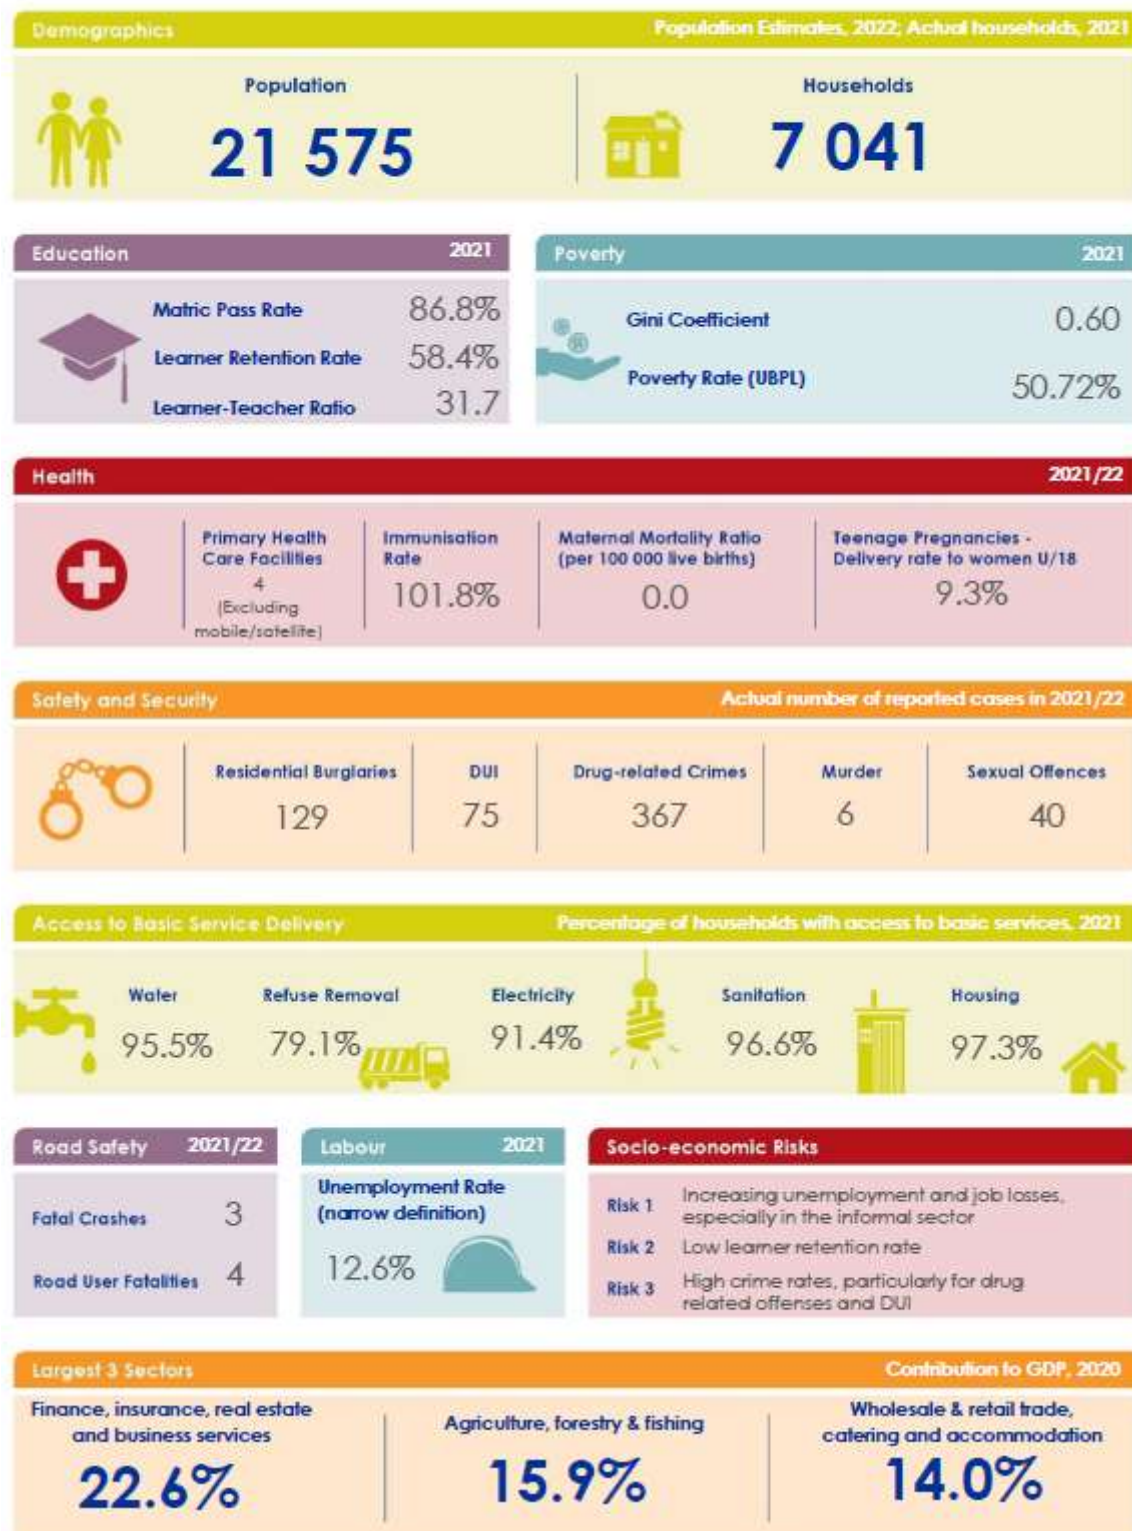 Demographics Population Estimates, 2022; Actual households, 2021
Population Households
21 575 7 041
Education 2021
Matric Pass Rate 86.8%
Learner Retention Rate 58.4%
Learner-Teacher Ratio 31.7
Poverty 2021
Gini Coefficient 0.60
Poverty Rate (UBPL) 50.72%
Health 2021/22
Primary Health
Care Facilities
4
(Excluding
mobile/satellite)
Immunisation
Rate
101.8%
Maternal Mortality Ratio
(per 100 000 live births)
0.0
Teenage Pregnancies -
Delivery rate to women U/18
9.3%
Safety and Security Actual number of reported cases in 2021/22
Residential Burglaries DUI Drug-related Crimes Murder Sexual Offences
129 75 367 6 40
Access to Basic Service Delivery Percentage of households with access to basic services, 2021
Water Refuse Removal Electricity Sanitation Housing
95.5% 79.1% 91.4% 96.6% 97.3%
Road Safety 2021/22
Fatal Crashes 3
Road User Fatalities 4
Labour 2021
Unemployment Rate
(narrow definition)
12.6%
Socio-economic Risks
Risk 1 Increasing unemployment and job losses,
especially in the informal sector
Risk 2 Low learner retention rate
Risk 3 High crime rates, particularly for drug
related offenses and DUI
Largest 3 Sectors Contribution to GDP, 2020
Finance, insurance, real estate
and business services
22.6%
Agriculture, forestry & fishing
15.9%
Wholesale & retail trade,
catering and accommodation
14.0%